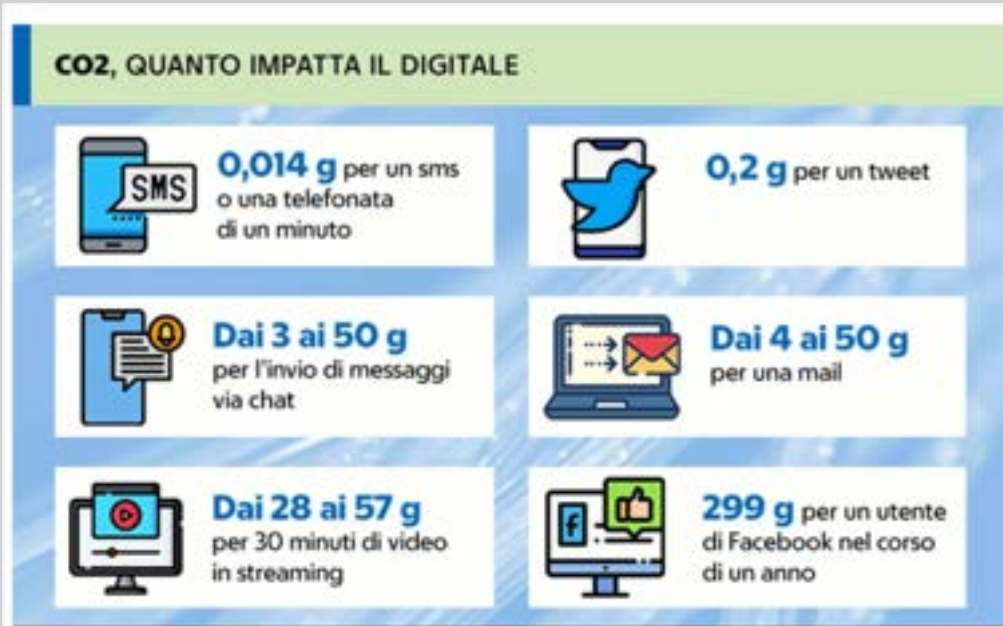 CO2, QUANTO IMPATTA IL DIGITALE
0,014 g per un sms
o una telefonata
di un minuto
SMS
0,2 g per un tweet
Dai 3 ai 50 g
per l'invio di messaggi
via chat
Dai 4 ai 50 g
per una mail
Dai 28 ai 57 g
per 30 minuti di video
in streaming
f
299 g per un utente
di Facebook nel corso
di un anno